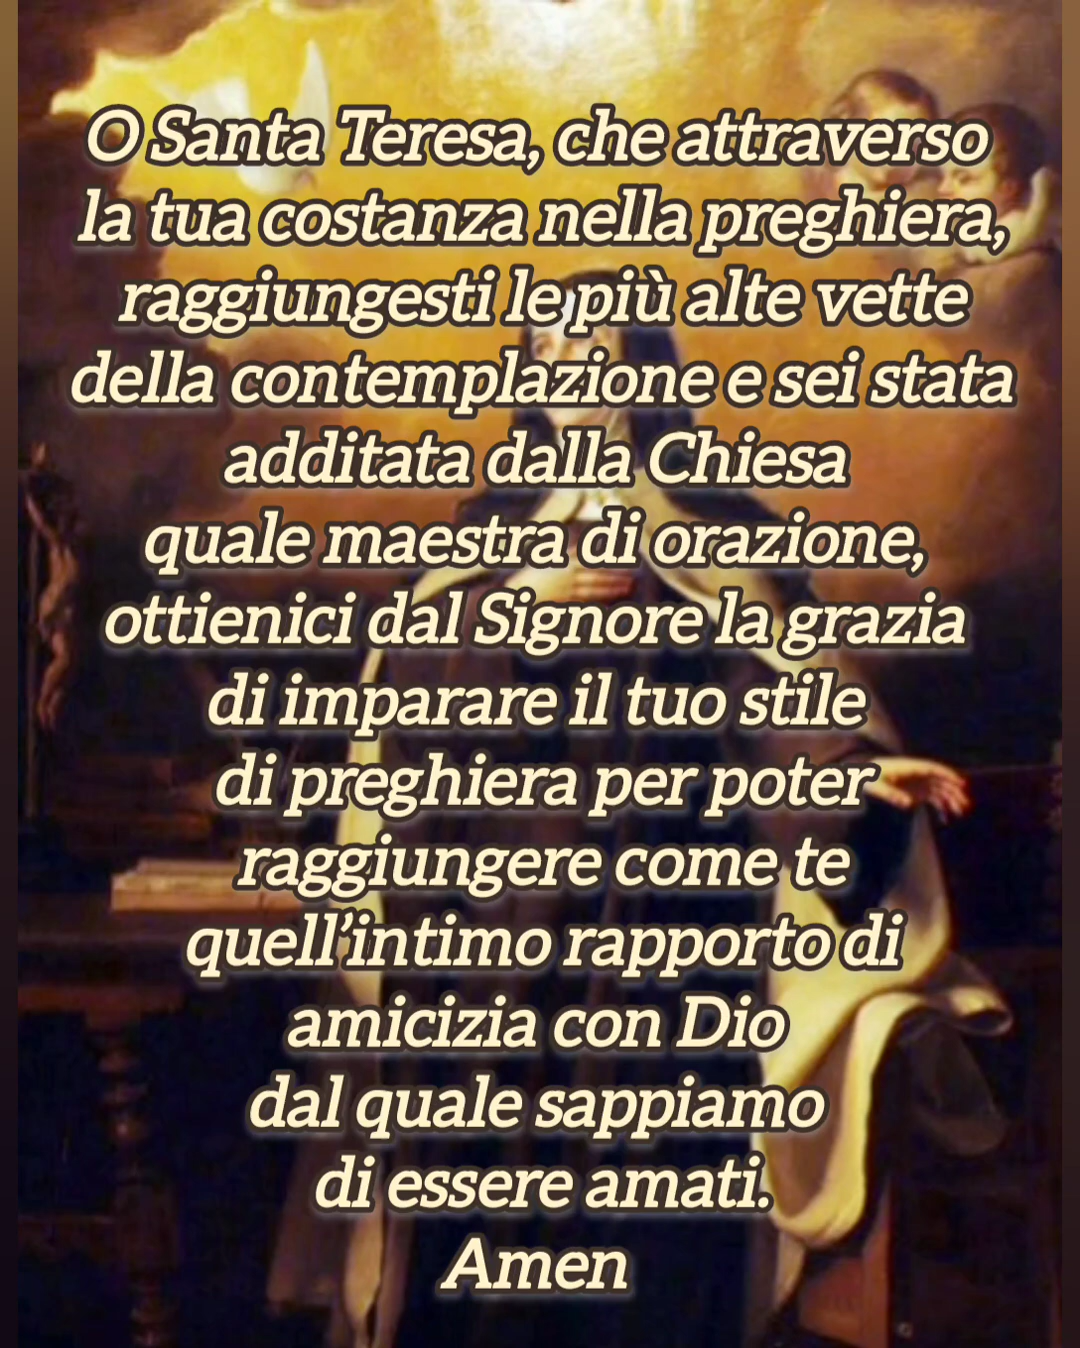 O Santa Teresa, che attraverso
la tua costanza nella preghiera,
raggiungesti le più alte vette
della contemplazione e sei stata
additata dalla Chiesa
quale maestra di orazione,
ottienici dal Signore la grazia
di imparare il tuo stile
di preghiera per poter
raggiungere come te
quell’intimo rapporto di
amicizia con Dio
dal quale sappiamo
di essere amati.
Amen